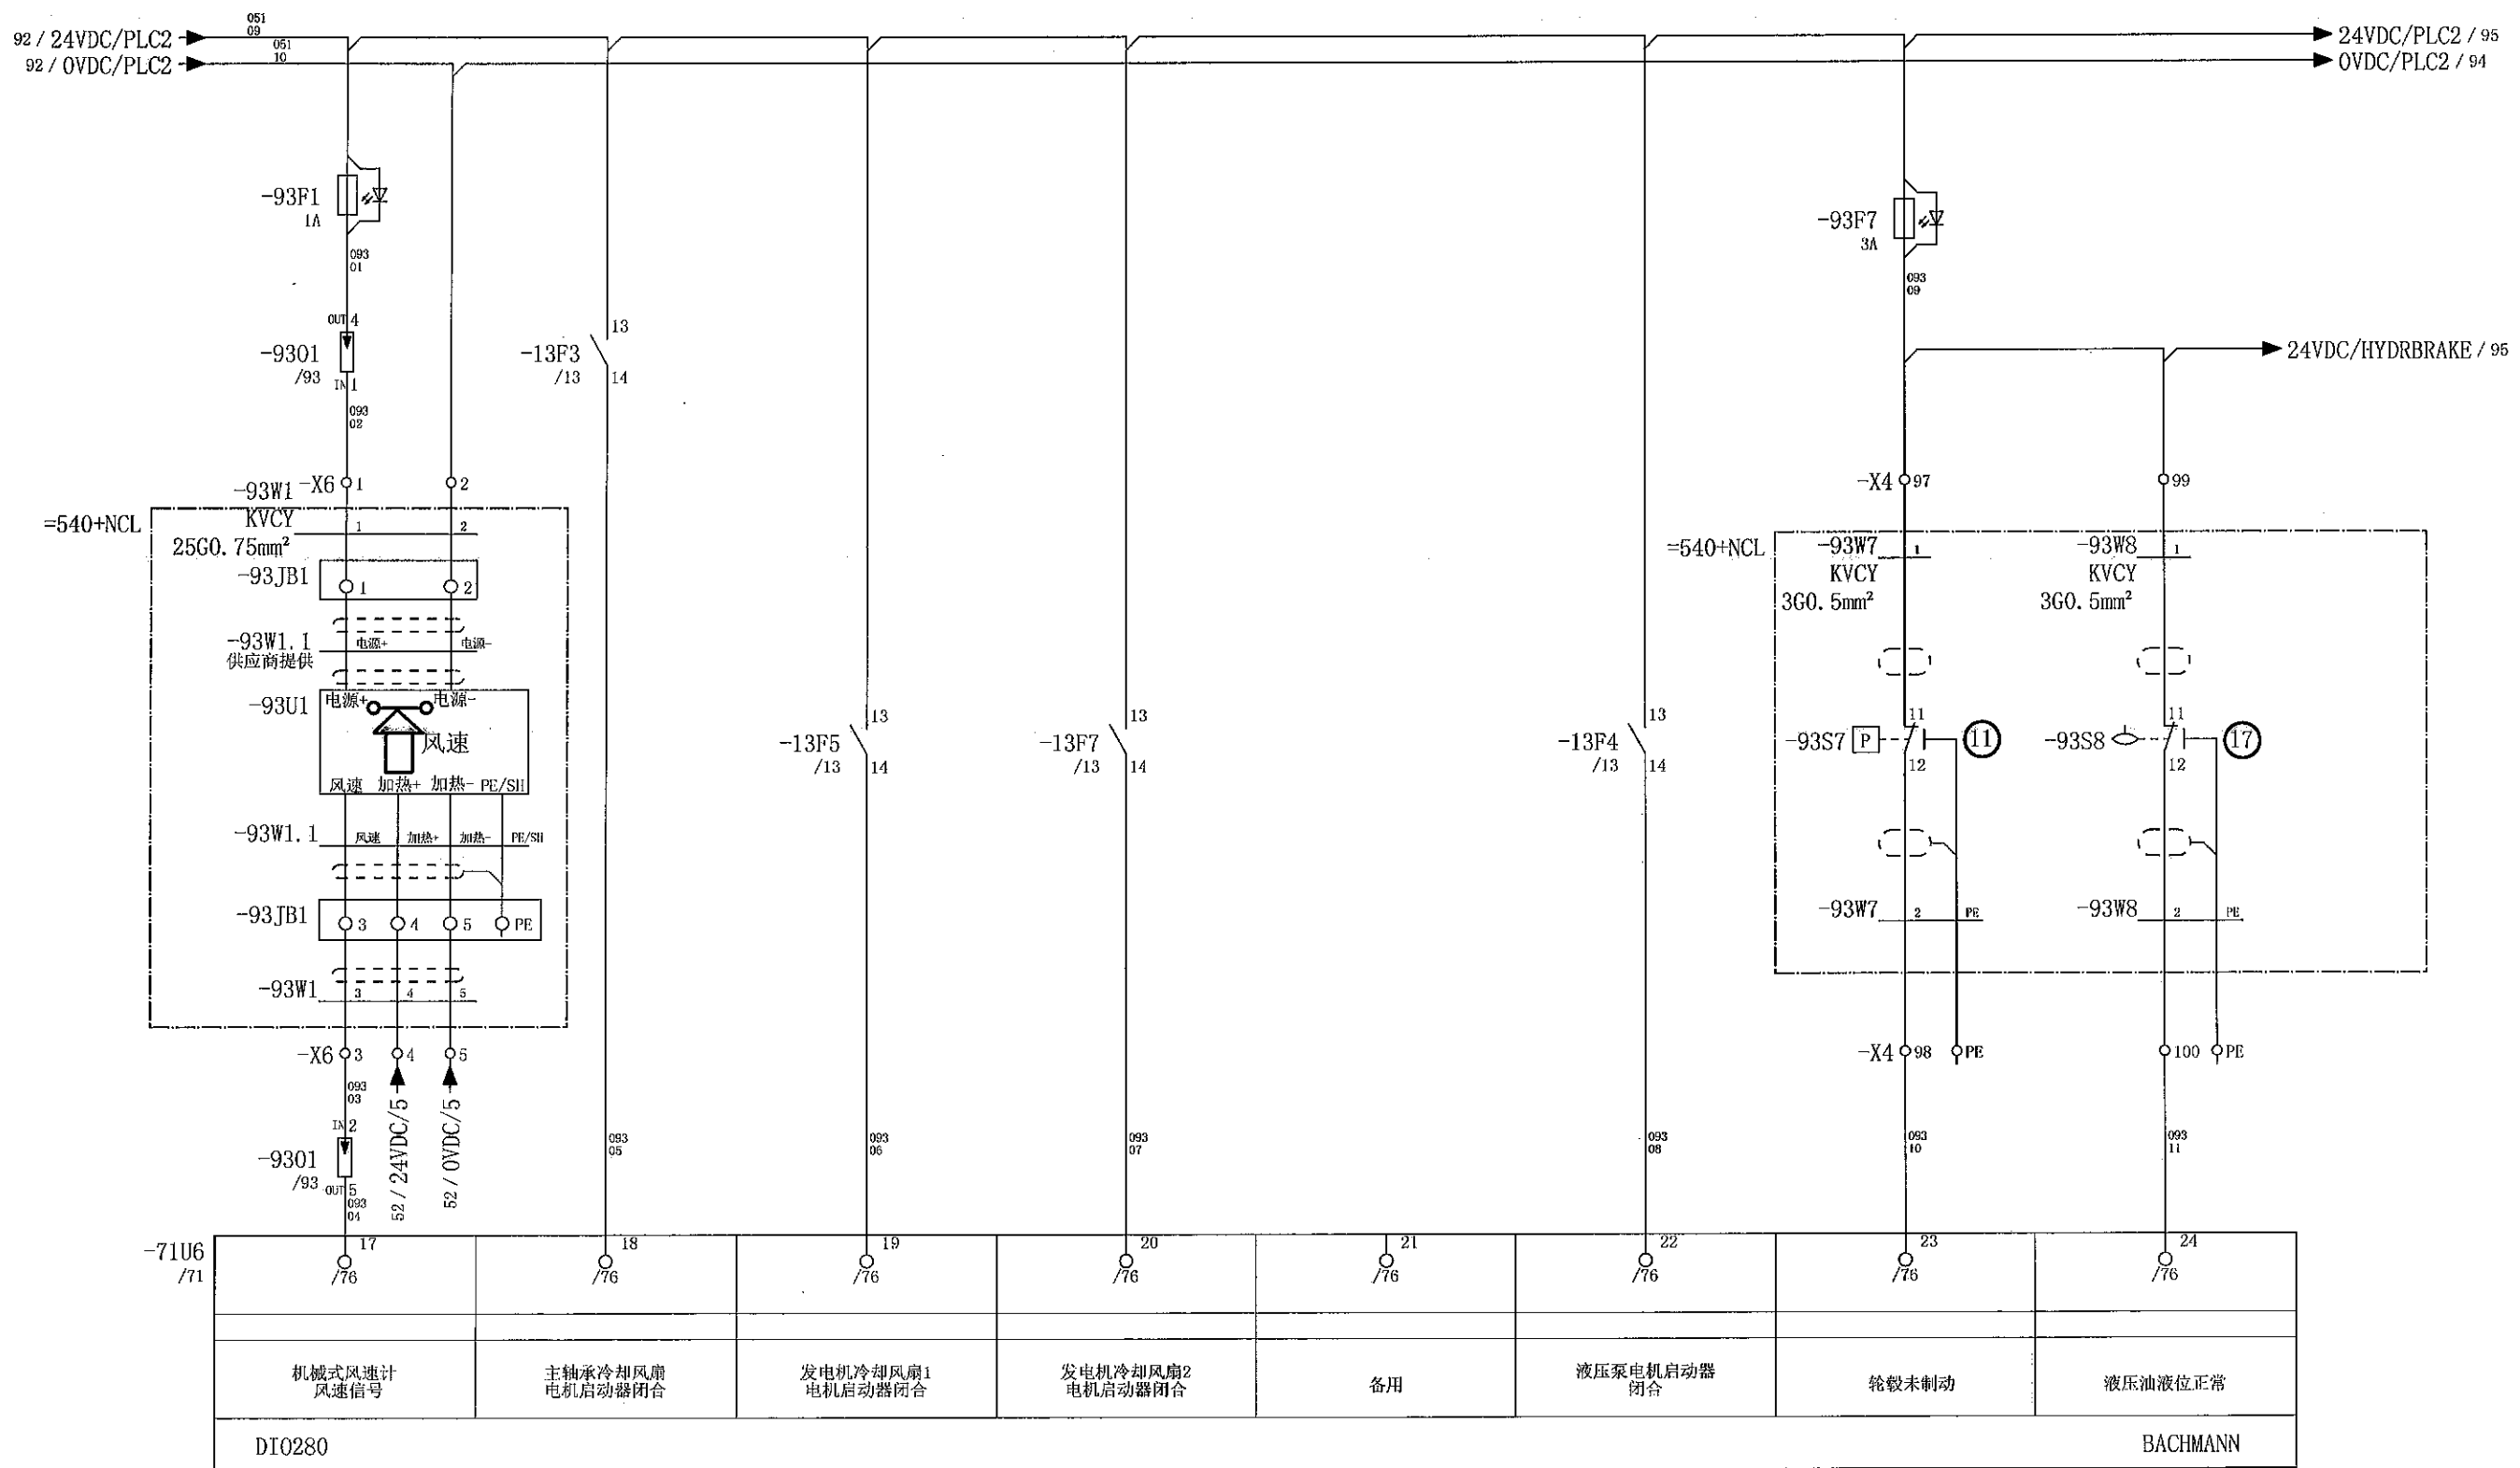 92 / 24VDC/PLC2
051
09
24VDC/PLC2 / 95
92 / 0VDC/PLC2
051
10
0VDC/PLC2 / 94
-93F1
1A
093
01
-93F7
3A
093
09
OUT 4
-93O1
/93
IN 1
093
02
-13F3
/13
13
14
24VDC/HYDRBRAKE / 95
-X6
1
2
-X4
97
99
=540+NCL
-93W1
KVCY
25G0.75mm²
1
2
-93JB1
1
2
-93W1.1
供应商提供
电源+
电源-
-93U1
电源+
电源-
风速
风速
加热+
加热-
PE/SH
-93W1.1
风速
加热+
加热-
PE/SH
-93JB1
3
4
5
PE
-93W1
3
4
5
-X6
3
4
5
093
03
IN 2
-93O1
/93
OUT 5
093
04
52 / 24VDC/5
52 / 0VDC/5
093
05
-13F5
/13
13
14
093
06
-13F7
/13
13
14
093
07
-13F4
/13
13
14
093
08
=540+NCL
-93W7
KVCY
3G0.5mm²
1
-93W8
KVCY
3G0.5mm²
1
-93S7
P
11
12
11
-93S8
11
12
17
-93W7
2
PE
-93W8
2
PE
-X4
98
PE
100
PE
093
10
093
11
-71U6
/71
17
18
19
20
21
22
23
24
/76
/76
/76
/76
/76
/76
/76
/76
机械式风速计
风速信号
主轴承冷却风扇
电机启动器闭合
发电机冷却风扇1
电机启动器闭合
发电机冷却风扇2
电机启动器闭合
备用
液压泵电机启动器
闭合
轮毂未制动
液压油液位正常
DIO280
BACHMANN